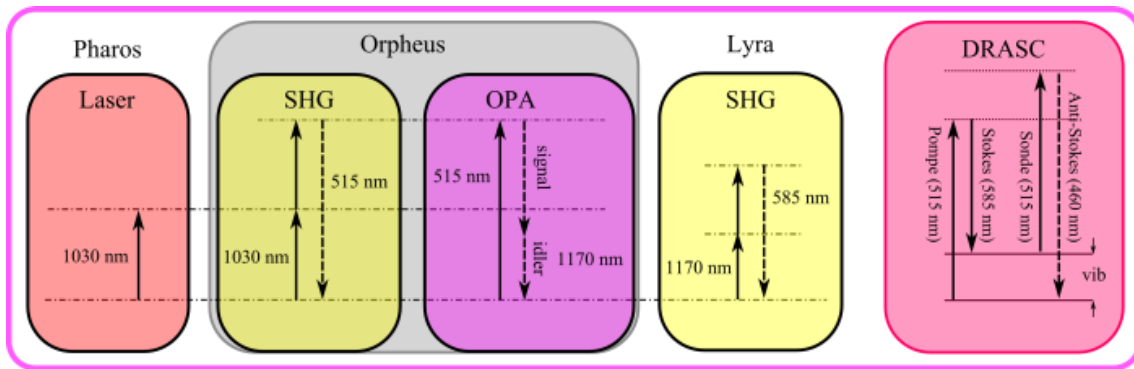 Pharos
Orpheus
Lyra
DRASC
Laser
SHG
OPA
SHG
1030 nm
1030 nm
515 nm
515 nm
signal
idler
1170 nm
1170 nm
585 nm
Pompe (515 nm)
Stokes (585 nm)
Sonde (515 nm)
Anti-Stokes (460 nm)
vib